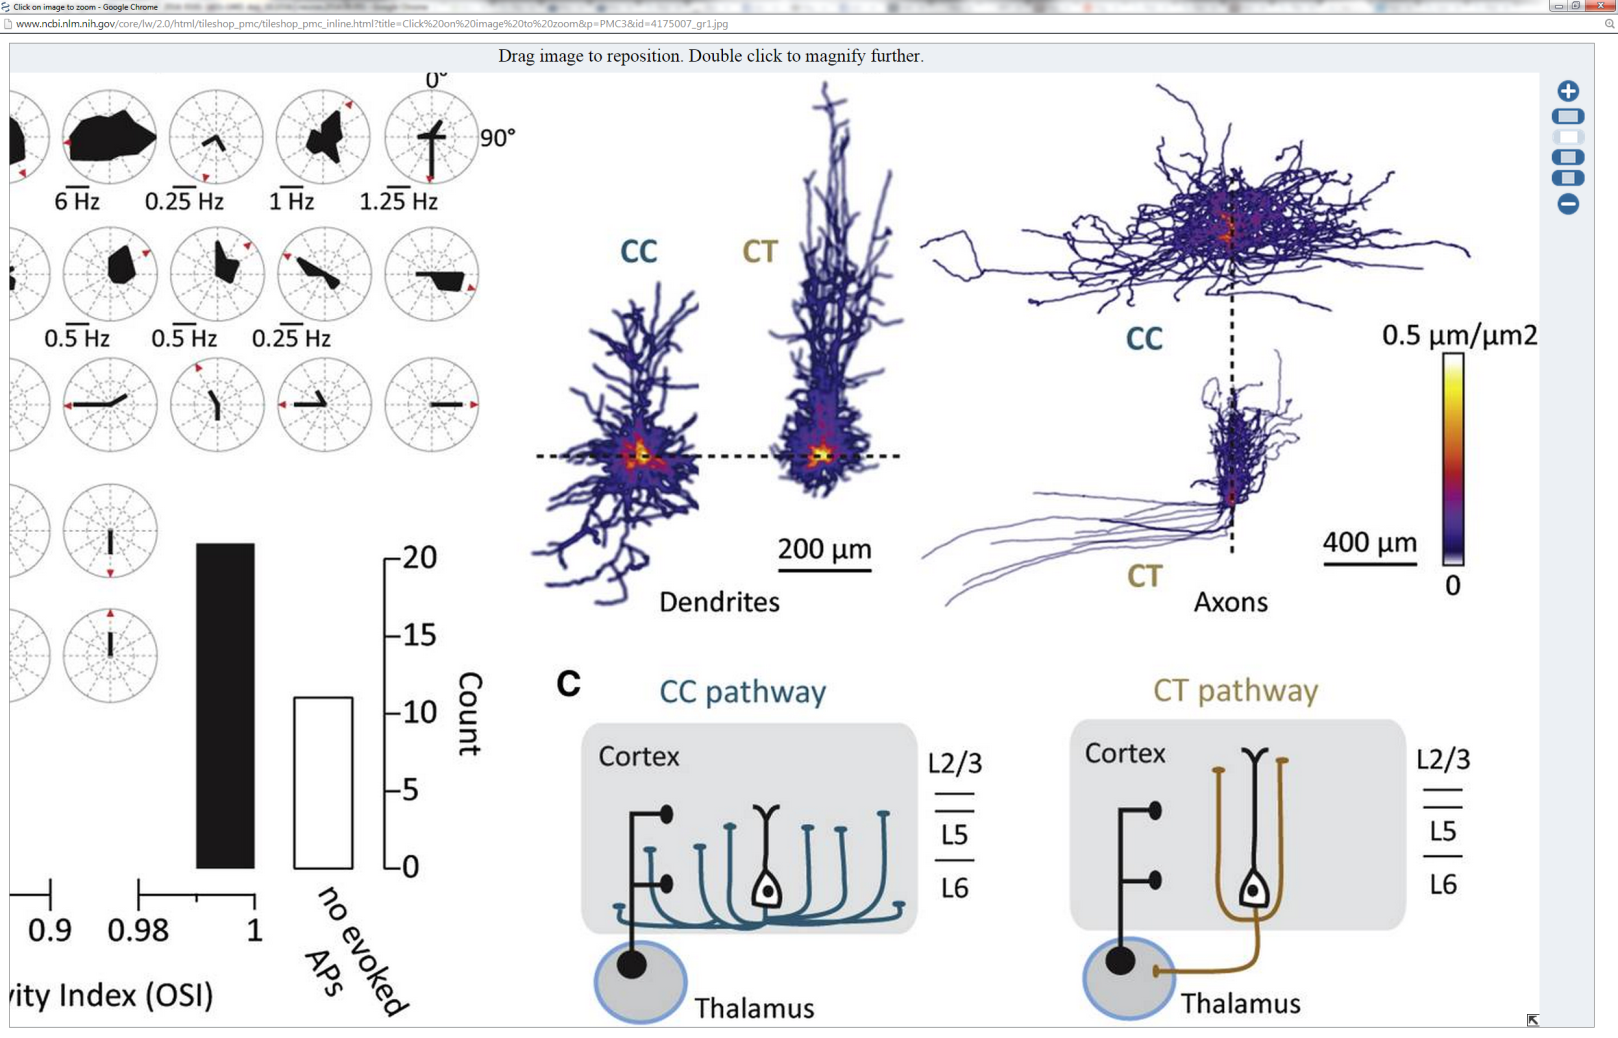 Click on image to zoom - Google Chrome
www.ncbi.nlm.nih.gov/core/lw/2.0/html/tileshop_pmc/tileshop_pmc_inline.html?title=Click%20on%20image%20to%20zoom&p=PMC3&id=4175007_gr1.jpg
Drag image to reposition. Double click to magnify further.
0°
90°
6 Hz 0.25 Hz 1 Hz 1.25 Hz
0.5 Hz 0.5 Hz 0.25 Hz
20
15
10
5
0
Count
0.9 0.98 1
no evoked
APs
vity Index (OSI)
CC CT
200 µm
Dendrites
CC
0.5 µm/µm2
400 µm
0
CT
Axons
C
CC pathway
Cortex
L2/3
L5
L6
Thalamus
CT pathway
Cortex
L2/3
L5
L6
Thalamus